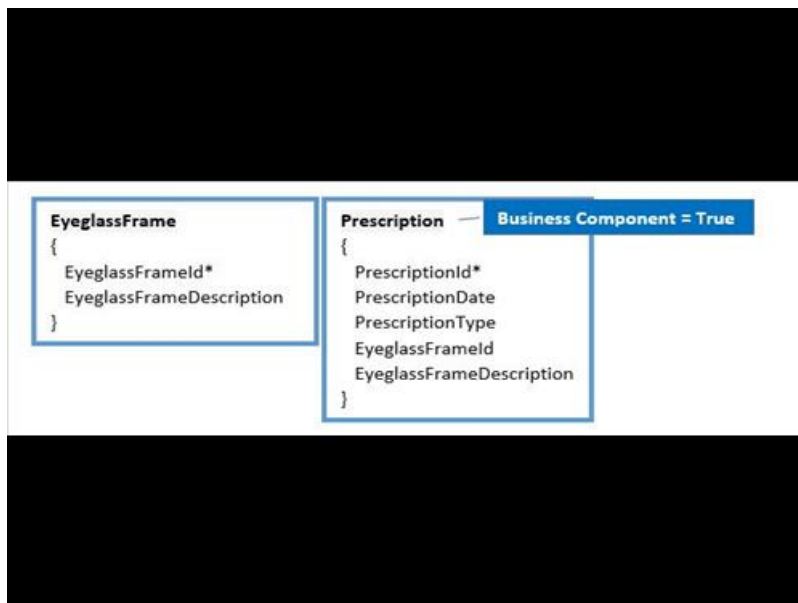 EyeglassFrame
{
EyeglassFrameId*
EyeglassFrameDescription
}
Prescription
Business Component = True
{
PrescriptionId*
PrescriptionDate
PrescriptionType
EyeglassFrameId
EyeglassFrameDescription
}